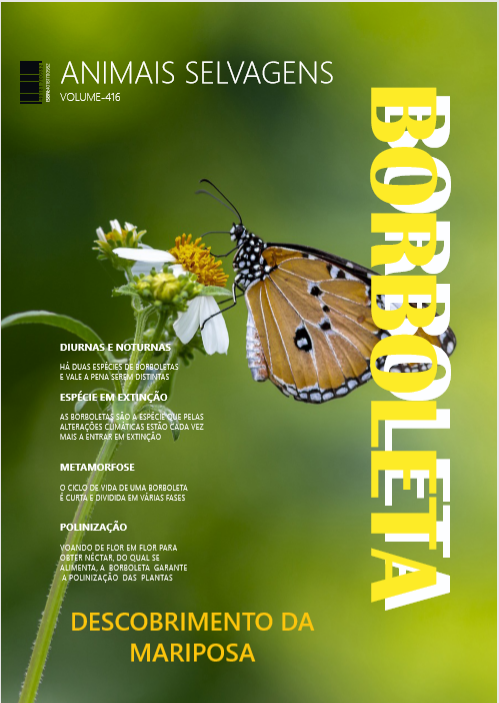 ANIMAIS SELVAGENS
VOLUME-416
BORBOLETA
DIURNAS E NOTURNAS
HÁ DUAS ESPÉCIES DE BORBOLETAS
E VALE A PENA SEREM DISTINTAS
ESPÉCIE EM EXTINÇÃO
AS BORBOLETAS SÃO A ESPÉCIE QUE PELAS
ALTERAÇÕES CLIMÁTICAS ESTÃO CADA VEZ
MAIS A ENTRAR EM EXTINÇÃO
METAMORFOSE
O CICLO DE VIDA DE UMA BORBOLETA
É CURTA E DIVIDIDA EM VÁRIAS FASES
POLINIZAÇÃO
VOANDO DE FLOR EM FLOR PARA
OBTER NÉCTAR, DO QUAL SE
ALIMENTA, A BORBOLETA GARANTE
A POLINIZAÇÃO DAS PLANTAS
DESCOBRIMENTO DA
MARIPOSA